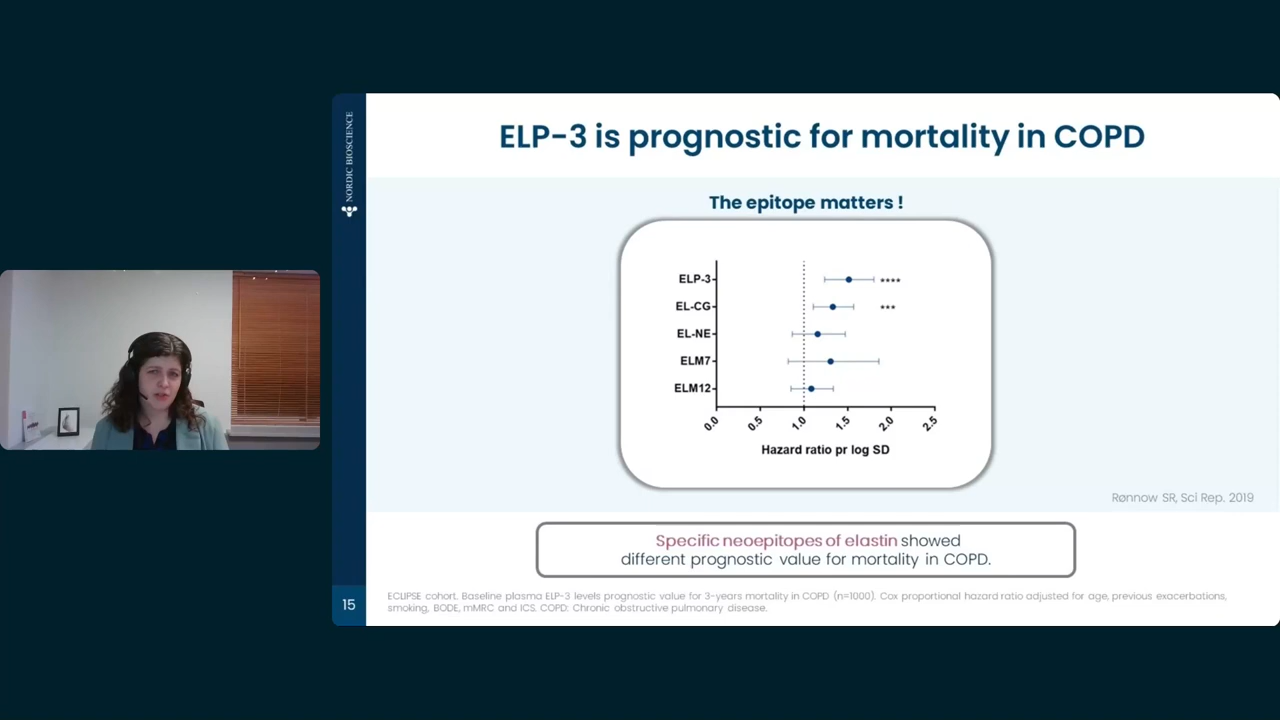 NORDIC BIOSCIENCE
ELP-3 is prognostic for mortality in COPD
The epitope matters !
ELP-3
****
EL-CG
***
EL-NE
ELM7
ELM12
0.0
0.5
1.0
1.5
2.0
2.5
Hazard ratio pr log SD
Rønnow SR, Sci Rep. 2019
Specific neoepitopes of elastin showed
different prognostic value for mortality in COPD.
15
ECLIPSE cohort. Baseline plasma ELP-3 levels prognostic value for 3-years mortality in COPD (n=1000). Cox proportional hazard ratio adjusted for age, previous exacerbations,
smoking, BODE, mMRC and ICS. COPD: Chronic obstructive pulmonary disease.